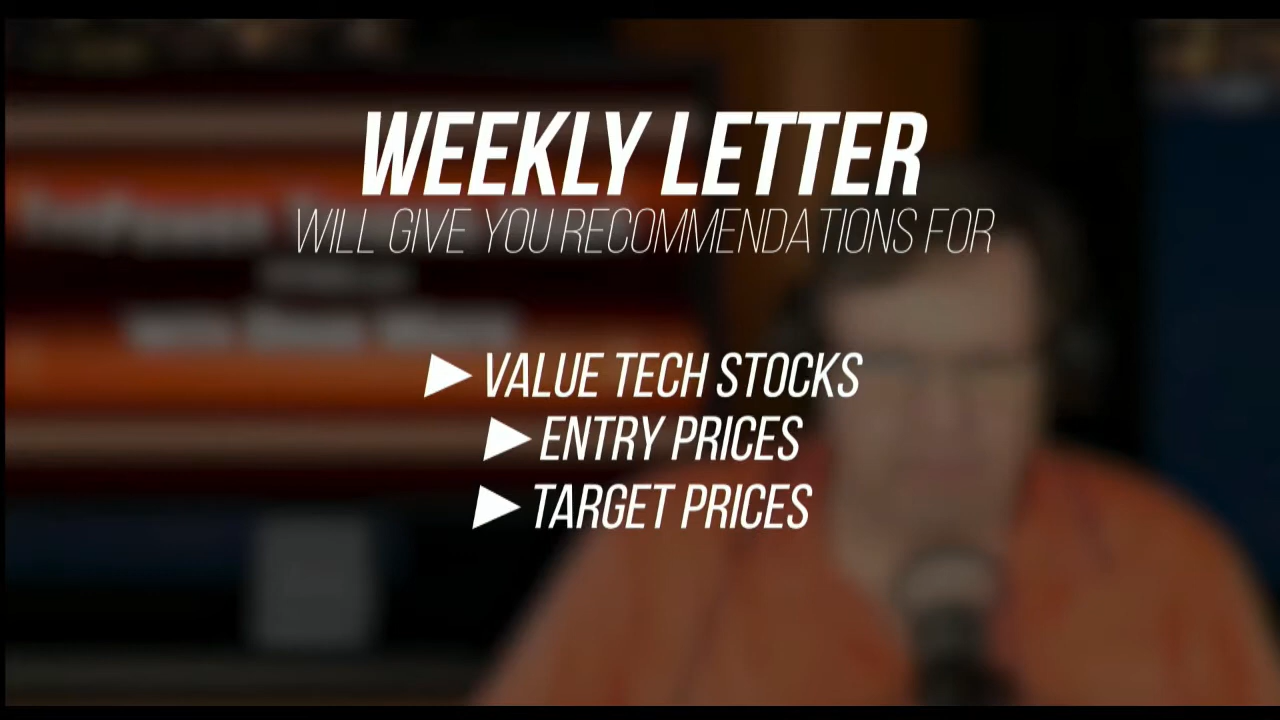 WEEKLY LETTER
WILL GIVE YOU RECOMMENDATIONS FOR
▶ VALUE TECH STOCKS
▶ ENTRY PRICES
▶ TARGET PRICES